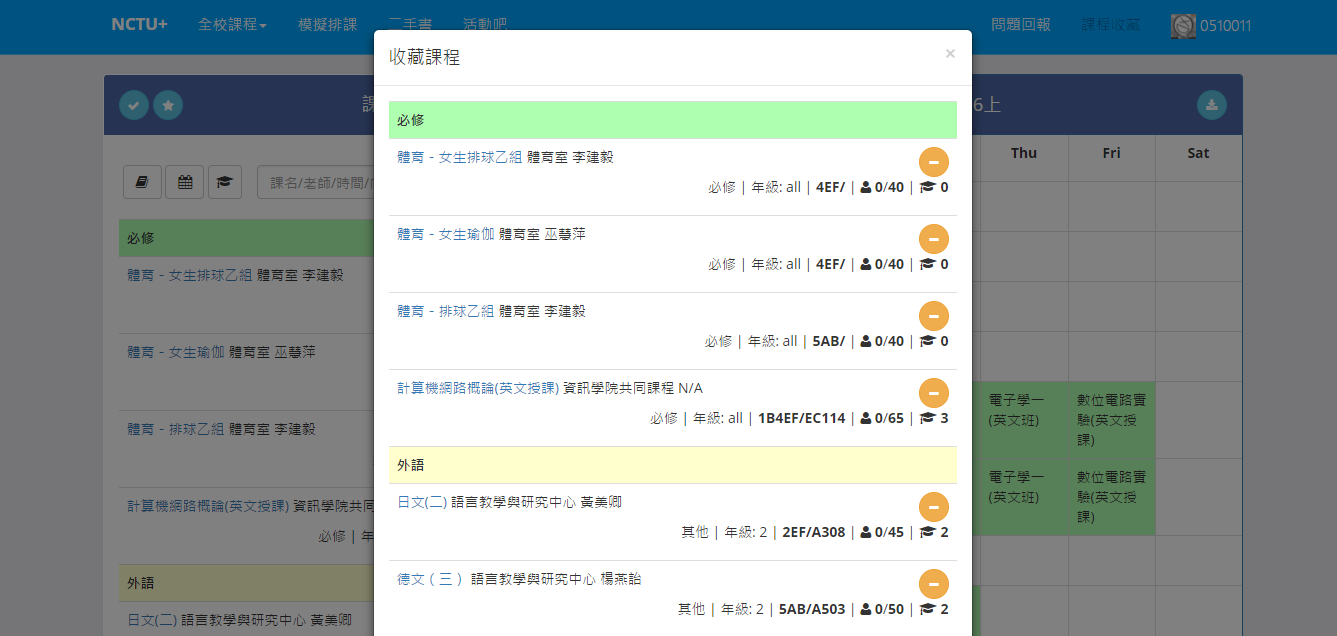 NCTU+ 全校課程 模擬排課 二手書 活動吧 問題回報 課程收藏 0510011
收藏課程 ×
課
6上
必修
體育 - 女生排球乙組 體育室 李建毅
必修 | 年級: all | 4EF/ | 0/40 | 0
體育 - 女生瑜伽 體育室 巫慧萍
必修 | 年級: all | 4EF/ | 0/40 | 0
體育 - 排球乙組 體育室 李建毅
必修 | 年級: all | 5AB/ | 0/40 | 0
計算機網路概論(英文授課) 資訊學院共同課程 N/A
必修 | 年級: all | 1B4EF/EC114 | 0/65 | 3
外語
日文(二) 語言教學與研究中心 黃美卿
其他 | 年級: 2 | 2EF/A308 | 0/45 | 2
德文（三） 語言教學與研究中心 楊燕詒
其他 | 年級: 2 | 5AB/A503 | 0/50 | 2
課名/老師/時間/
必修
體育 - 女生排球乙組 體育室 李建毅
體育 - 女生瑜伽 體育室 巫慧萍
體育 - 排球乙組 體育室 李建毅
計算機網路概論(英文授課) 資訊學院共同
必修 | 年
外語
日文(二) 語言教學與研究中心 黃美卿
Thu Fri Sat
電子學一
(英文班)
數位電路實
驗(英文授
課)
電子學一
(英文班)
數位電路實
驗(英文授
課)